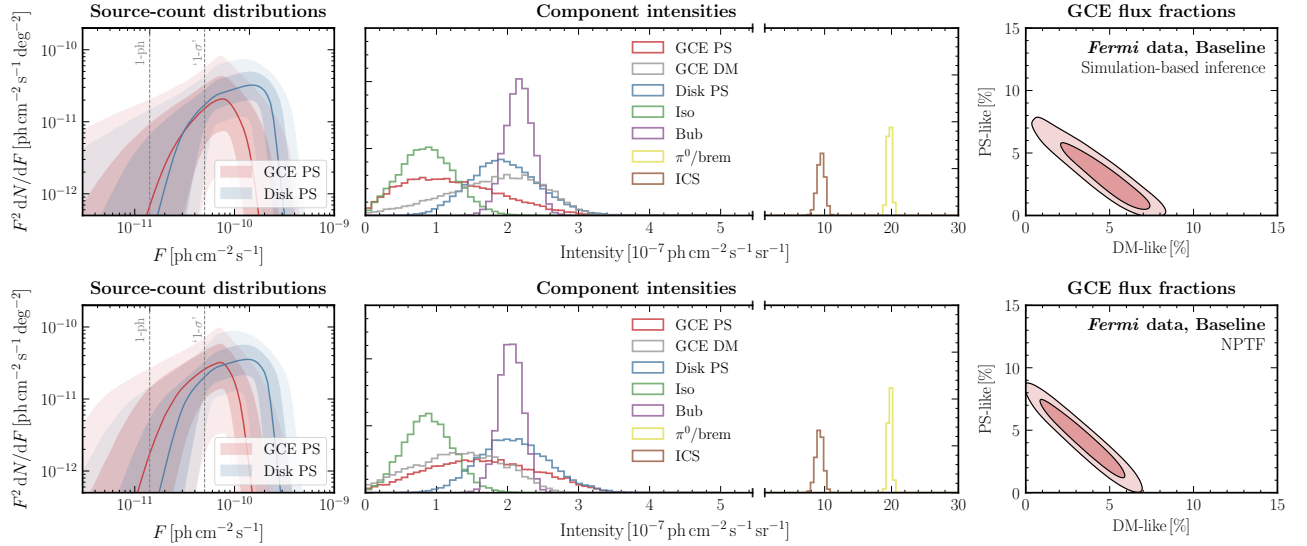 Source-count distributions
10⁻¹⁰
10⁻¹¹
10⁻¹²
F² dN/dF [ph cm⁻² s⁻¹ deg⁻²]
1-ph
'1-σ'
GCE PS
Disk PS
10⁻¹¹
10⁻¹⁰
10⁻⁹
F [ph cm⁻² s⁻¹]
Component intensities
GCE PS
GCE DM
Disk PS
Iso
Bub
π⁰/brem
ICS
0 1 2 3 4 5 10 20 30
Intensity [10⁻⁷ ph cm⁻² s⁻¹ sr⁻¹]
GCE flux fractions
Fermi data, Baseline
Simulation-based inference
15
10
5
0
PS-like [%]
0 5 10 15
DM-like [%]
Source-count distributions
10⁻¹⁰
10⁻¹¹
10⁻¹²
F² dN/dF [ph cm⁻² s⁻¹ deg⁻²]
1-ph
'1-σ'
GCE PS
Disk PS
10⁻¹¹
10⁻¹⁰
10⁻⁹
F [ph cm⁻² s⁻¹]
Component intensities
GCE PS
GCE DM
Disk PS
Iso
Bub
π⁰/brem
ICS
0 1 2 3 4 5 10 20 30
Intensity [10⁻⁷ ph cm⁻² s⁻¹ sr⁻¹]
GCE flux fractions
Fermi data, Baseline
NPTF
15
10
5
0
PS-like [%]
0 5 10 15
DM-like [%]